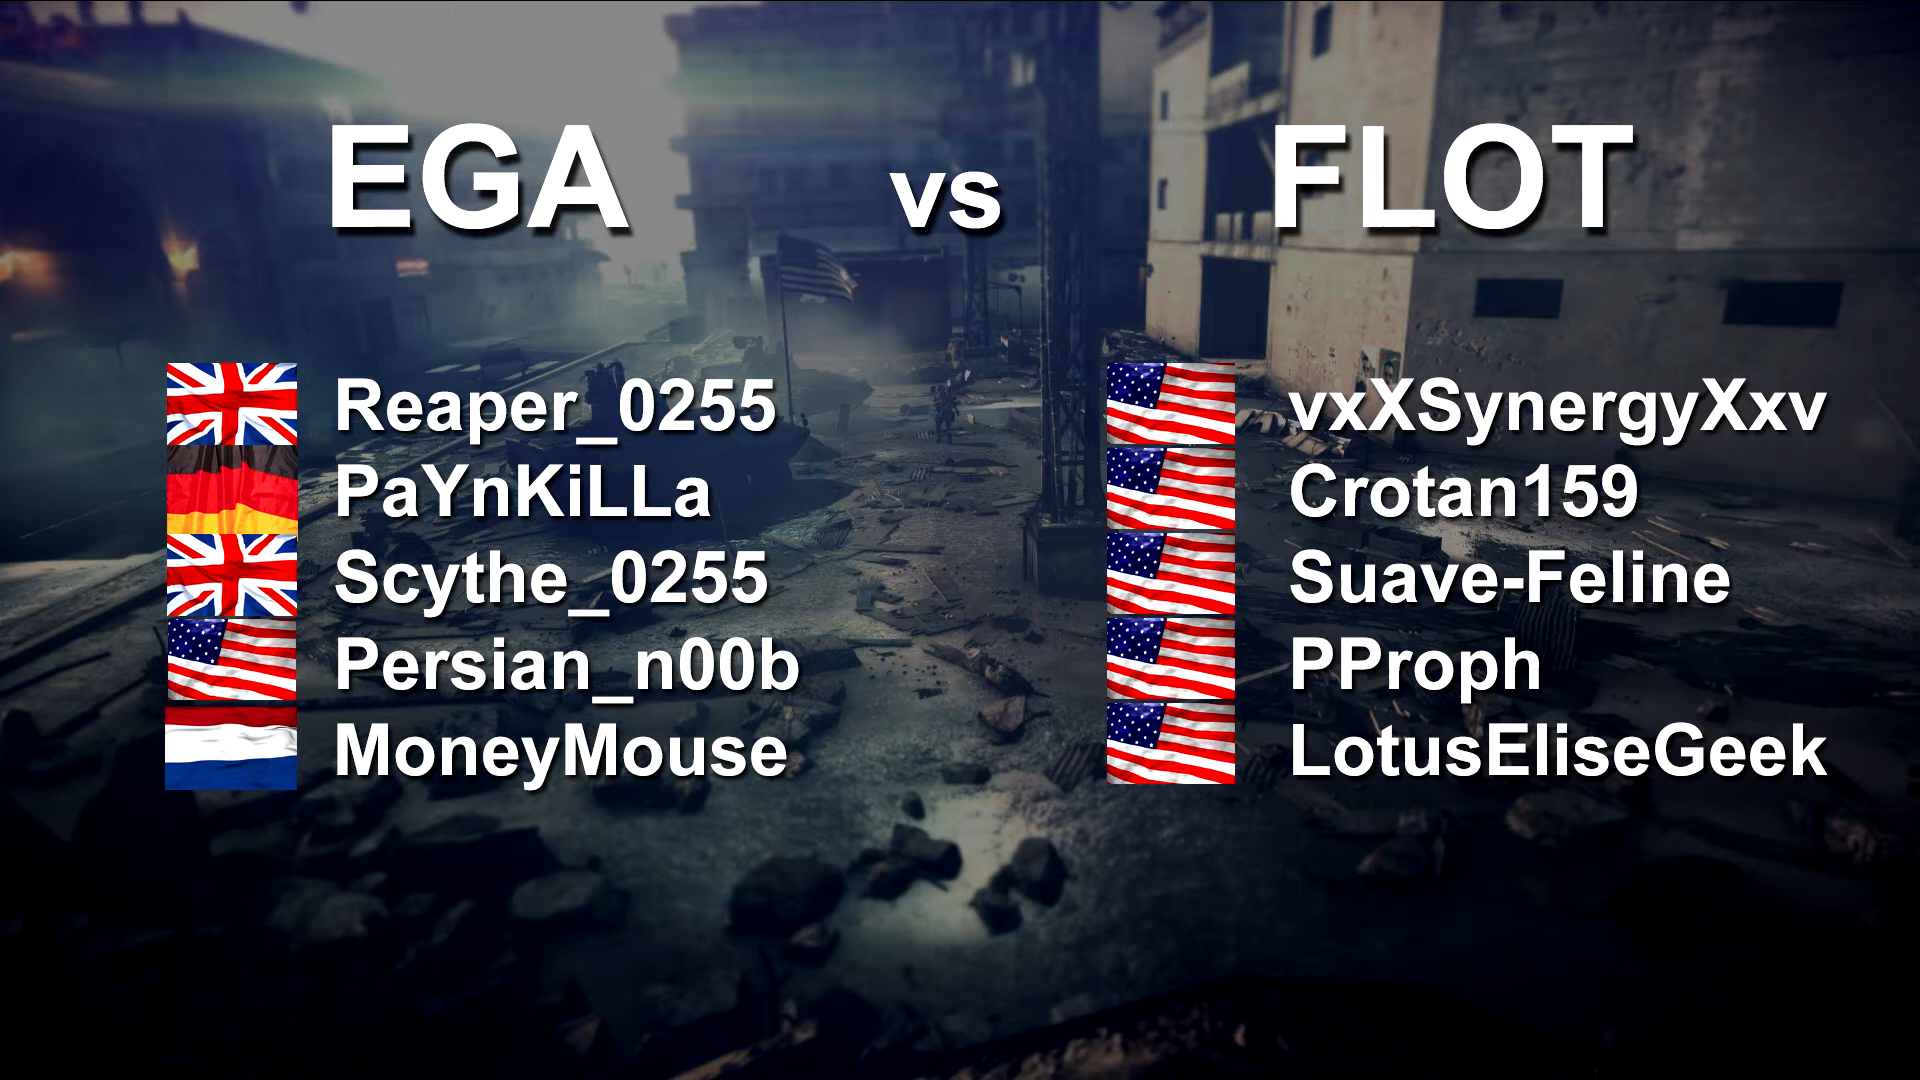 EGA vs FLOT
Reaper_0255
PaYnKiLLa
Scythe_0255
Persian_n00b
MoneyMouse
vxXSynergyXxv
Crotan159
Suave-Feline
PProph
LotusEliseGeek